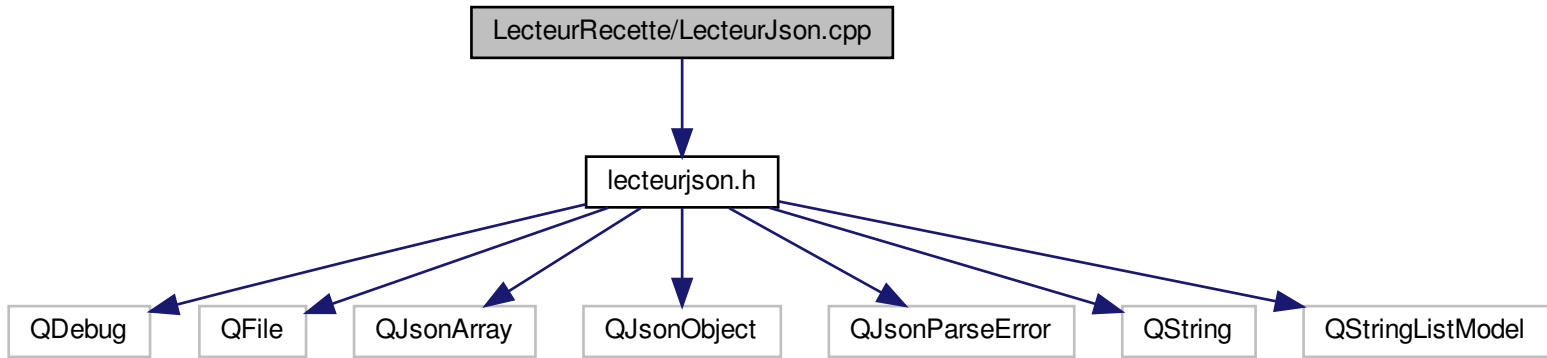 LecteurRecette/LecteurJson.cpp
lecteurjson.h
QDebug
QFile
QJsonArray
QJsonObject
QJsonParseError
QString
QStringListModel